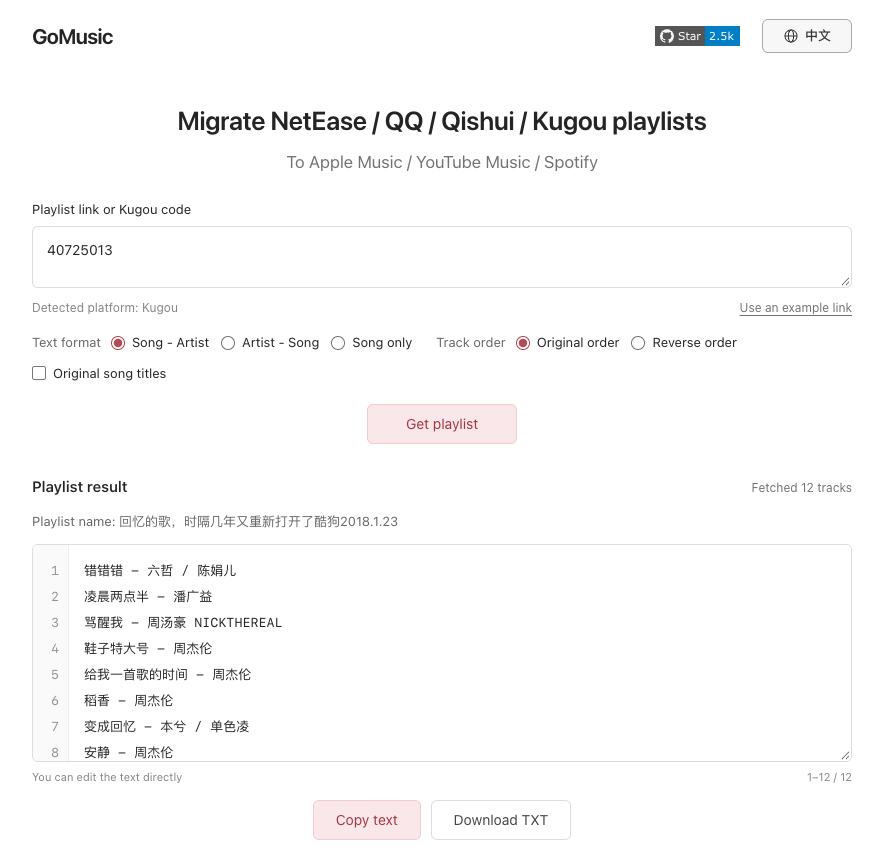 GoMusic
Star 2.5k
中文
Migrate NetEase / QQ / Qishui / Kugou playlists
To Apple Music / YouTube Music / Spotify
Playlist link or Kugou code
40725013
Detected platform: Kugou
Use an example link
Text format Song - Artist Artist - Song Song only Track order Original order Reverse order
Original song titles
Get playlist
Playlist result
Fetched 12 tracks
Playlist name: 回忆的歌，时隔几年又重新打开了酷狗2018.1.23
1 错错错 – 六哲 / 陈娟儿
2 凌晨两点半 – 潘广益
3 骂醒我 – 周汤豪 NICKTHEREAL
4 鞋子特大号 – 周杰伦
5 给我一首歌的时间 – 周杰伦
6 稻香 – 周杰伦
7 变成回忆 – 本兮 / 单色凌
8 安静 – 周杰伦
You can edit the text directly
1–12 / 12
Copy text
Download TXT